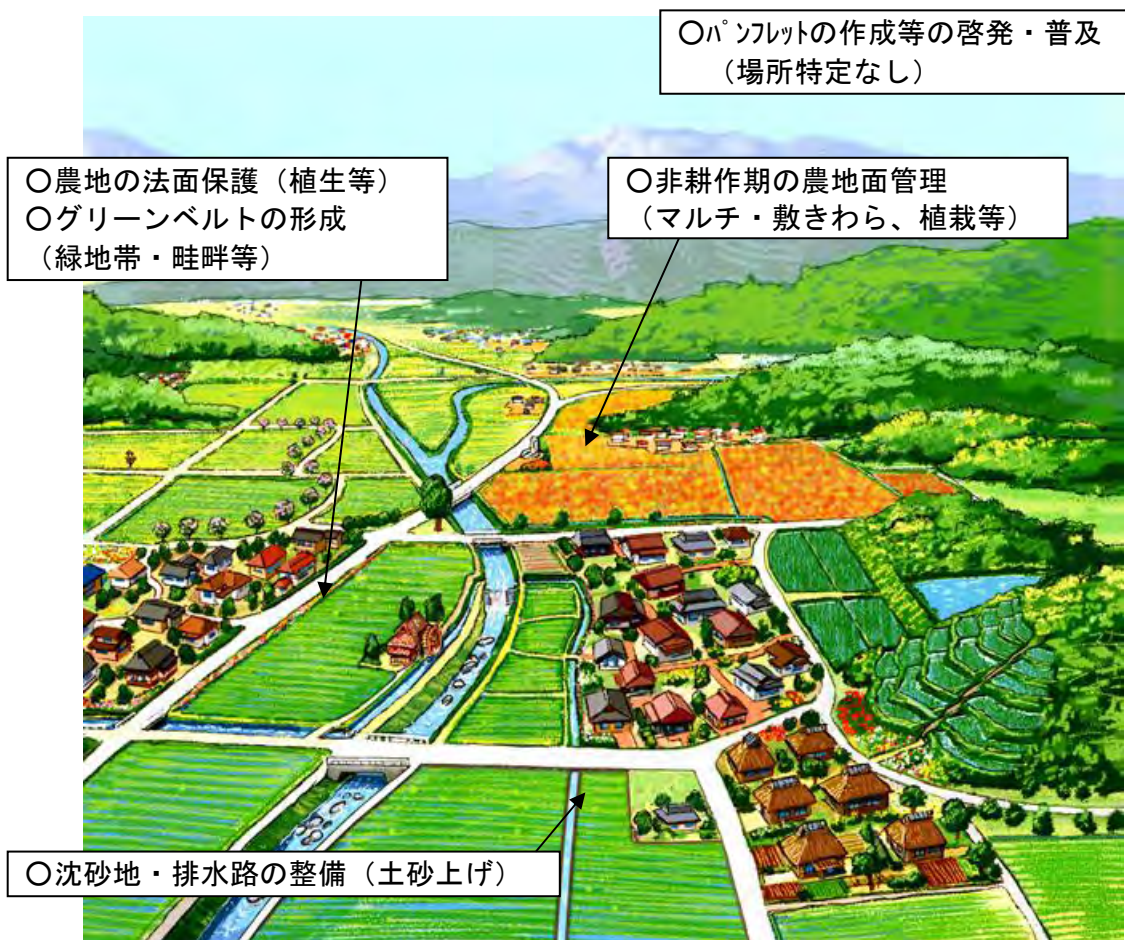 ○ﾊﾟﾝﾌﾚｯﾄの作成等の啓発・普及
（場所特定なし）
○農地の法面保護（植生等）
○グリーンベルトの形成
（緑地帯・畦畔等）
○非耕作期の農地面管理
（マルチ・敷きわら、植栽等）
○沈砂地・排水路の整備（土砂上げ）